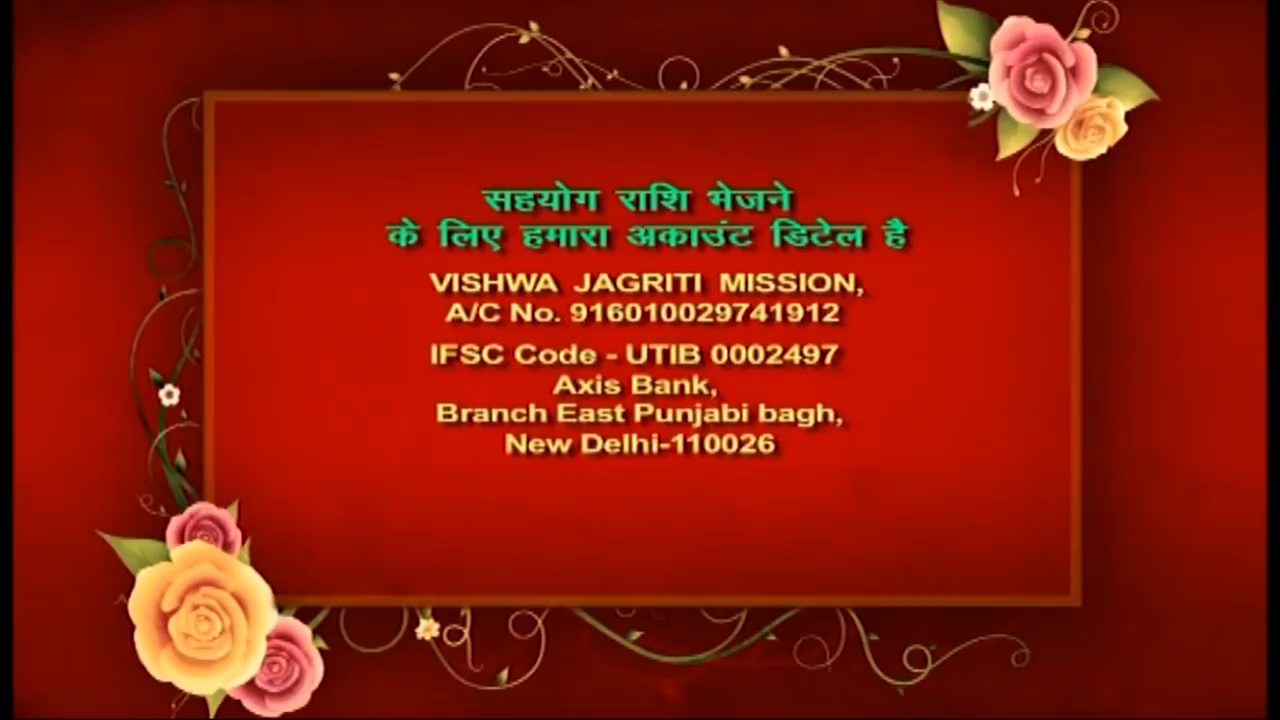 सहयोग राशि भेजने
के लिए हमारा अकाउंट डिटेल है
VISHWA JAGRITI MISSION,
A/C No. 916010029741912
IFSC Code - UTIB 0002497
Axis Bank,
Branch East Punjabi bagh,
New Delhi-110026